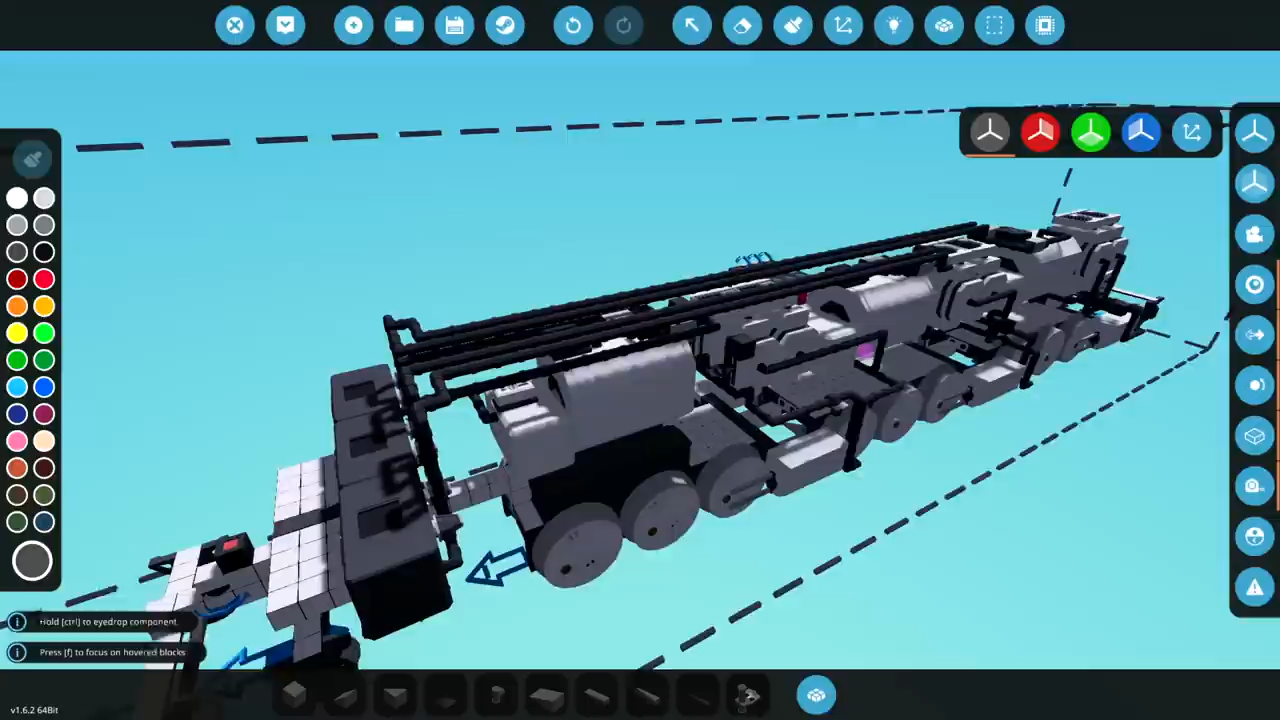 Hold [ctrl] to eyedrop component.
Press [f] to focus on hovered blocks
v1.6.2 64Bit